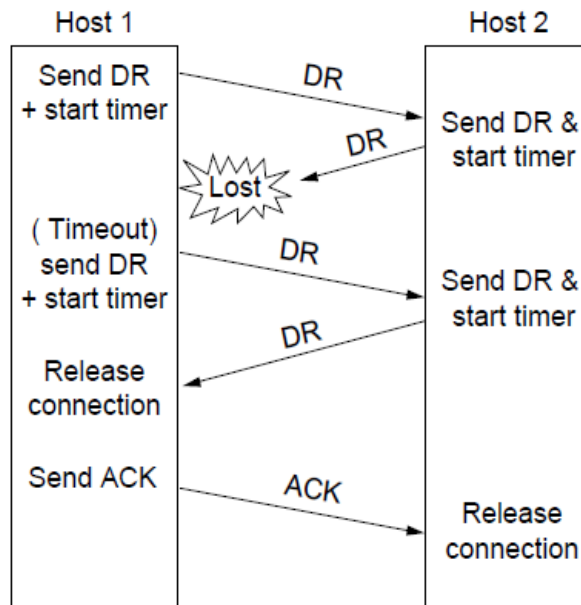 Host 1
Host 2
Send DR
+ start timer
DR
Send DR &
start timer
DR
Lost
( Timeout)
send DR
+ start timer
DR
Send DR &
start timer
DR
Release
connection
Send ACK
ACK
Release
connection